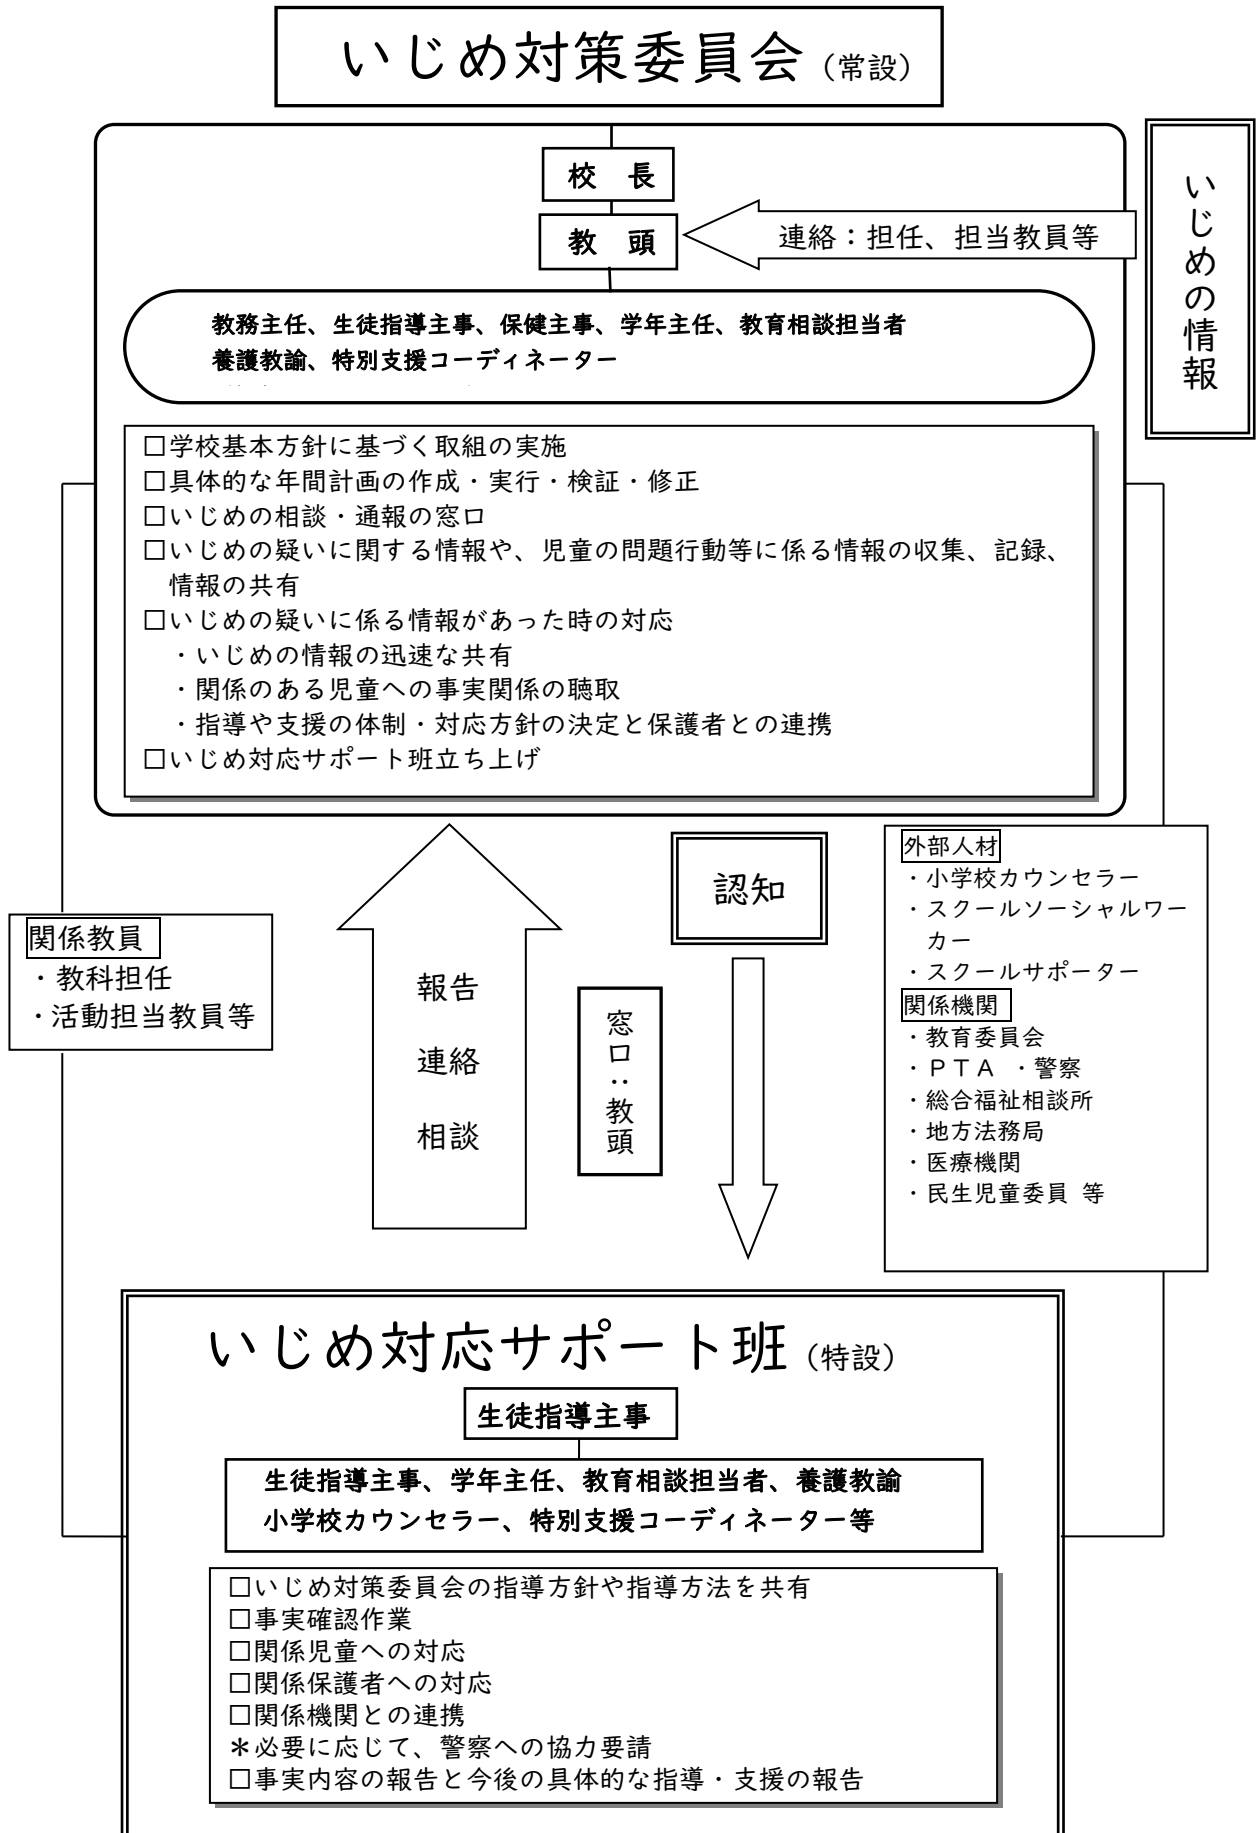 いじめ対策委員会（常設）
校　長
教　頭
連絡：担任、担当教員等
いじめの情報
教務主任、生徒指導主事、保健主事、学年主任、教育相談担当者
養護教諭、特別支援コーディネーター
□学校基本方針に基づく取組の実施
□具体的な年間計画の作成・実行・検証・修正
□いじめの相談・通報の窓口
□いじめの疑いに関する情報や、児童の問題行動等に係る情報の収集、記録、
情報の共有
□いじめの疑いに係る情報があった時の対応
・いじめの情報の迅速な共有
・関係のある児童への事実関係の聴取
・指導や支援の体制・対応方針の決定と保護者との連携
□いじめ対応サポート班立ち上げ
関係教員
・教科担任
・活動担当教員等
報告
連絡
相談
窓口：教頭
認知
外部人材
・小学校カウンセラー
・スクールソーシャルワー
カー
・スクールサポーター
関係機関
・教育委員会
・ＰＴＡ ・警察
・総合福祉相談所
・地方法務局
・医療機関
・民生児童委員 等
いじめ対応サポート班（特設）
生徒指導主事
生徒指導主事、学年主任、教育相談担当者、養護教諭
小学校カウンセラー、特別支援コーディネーター等
□いじめ対策委員会の指導方針や指導方法を共有
□事実確認作業
□関係児童への対応
□関係保護者への対応
□関係機関との連携
＊必要に応じて、警察への協力要請
□事実内容の報告と今後の具体的な指導・支援の報告